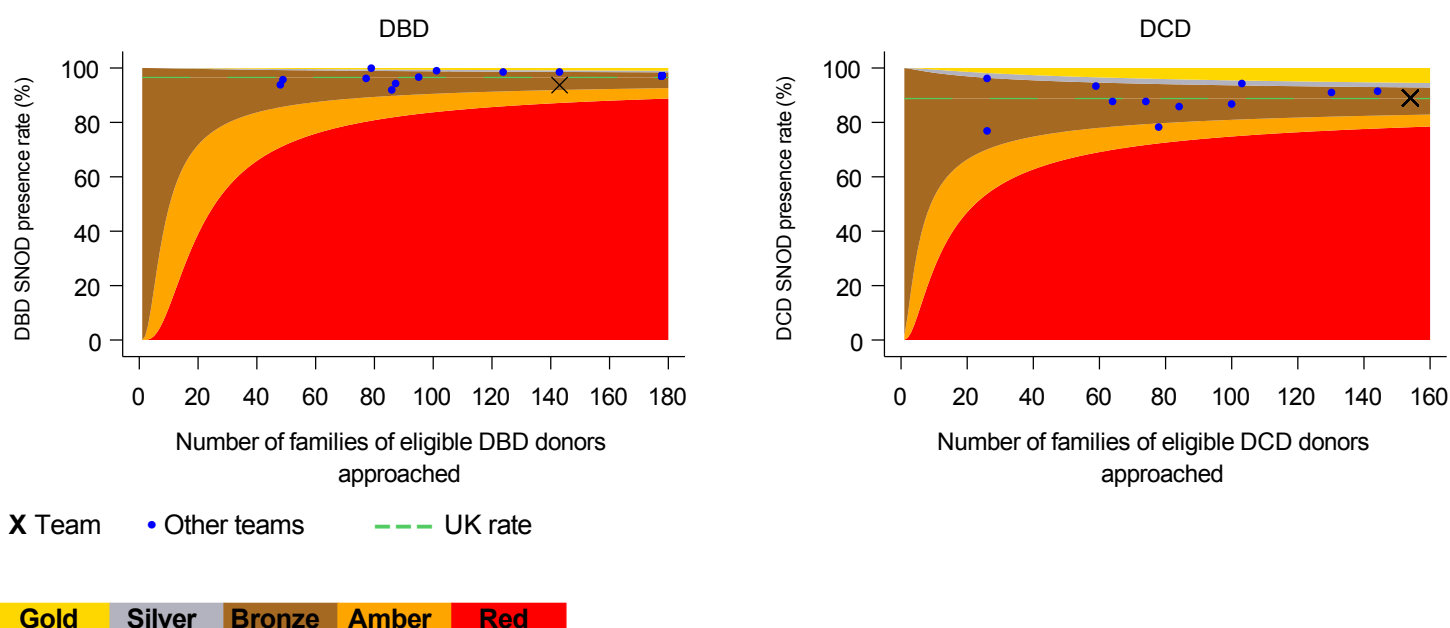 DBD
DBD SNOD presence rate (%)
100
80
60
40
20
0
0 20 40 60 80 100 120 140 160 180
Number of families of eligible DBD donors
approached
DCD
DCD SNOD presence rate (%)
100
80
60
40
20
0
0 20 40 60 80 100 120 140 160
Number of families of eligible DCD donors
approached
X Team Other teams UK rate
Gold Silver Bronze Amber Red